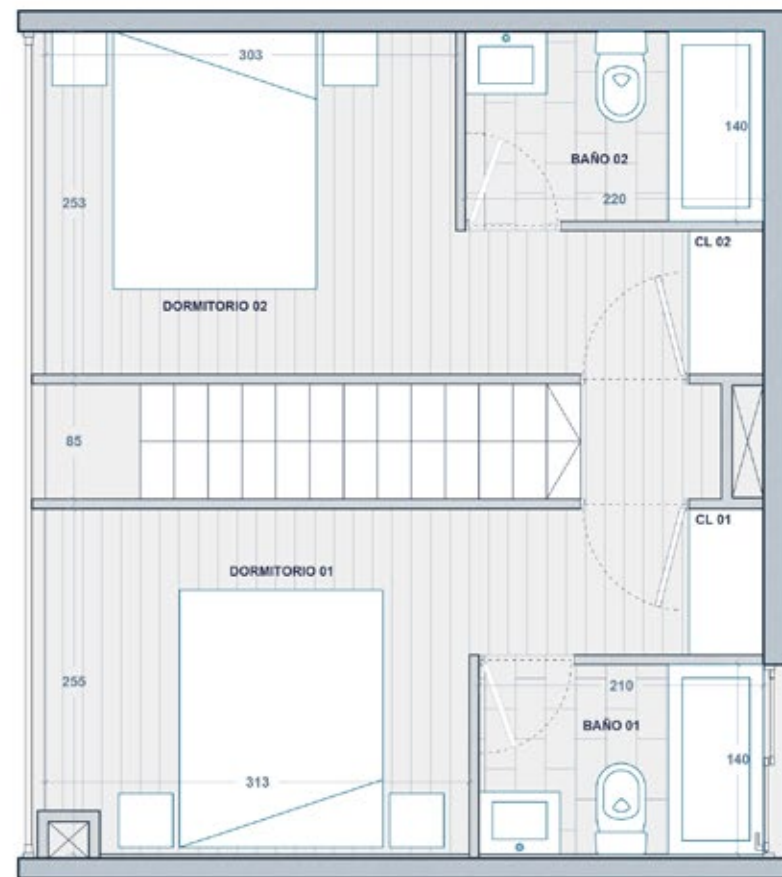 303
140
BAÑO 02
220
253
CL 02
DORMITORIO 02
85
CL 01
DORMITORIO 01
255
210
BAÑO 01
140
313